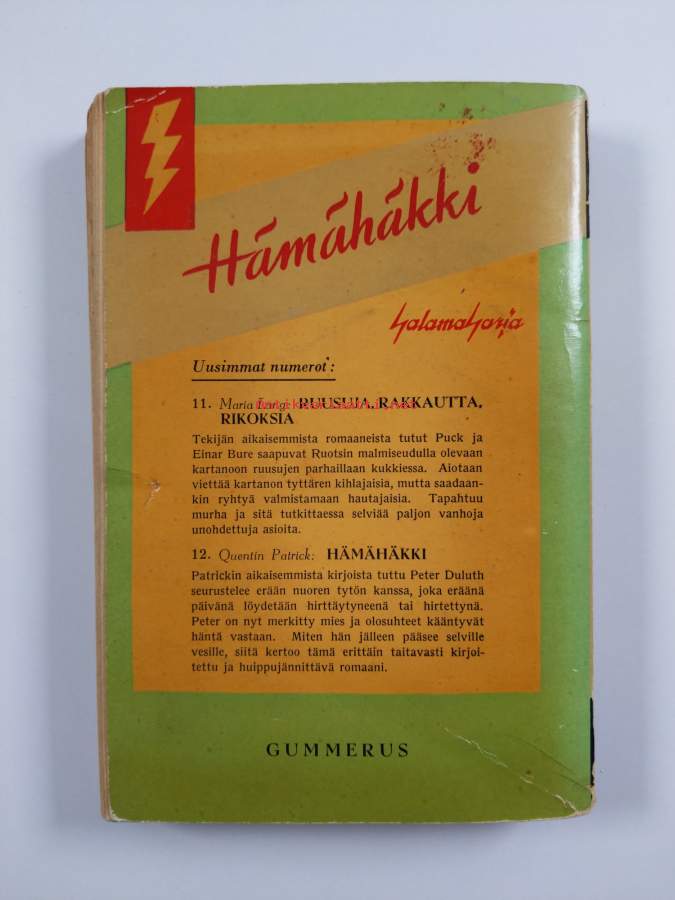 Hämähäkki
Salamasarja
Uusimmat numerot:
11. Maria Lang: RUUSUJA, RAKKAUTTA,
RIKOKSIA
Tekijän aikaisemmista romaaneista tutut Puck ja
Einar Bure saapuvat Ruotsin malmiseudulla olevaan
kartanoon ruusujen parhaillaan kukkiessa. Aiotaan
viettää kartanon tyttären kihlajaisia, mutta saadaan-
kin ryhtyä valmistamaan hautajaisia. Tapahtuu
murha ja sitä tutkittaessa selviää paljon vanhoja
unohdettuja asioita.
12. Quentin Patrick: HÄMÄHÄKKI
Patrickin aikaisemmista kirjoista tuttu Peter Duluth
seurustelee erään nuoren tytön kanssa, joka eräänä
päivänä löydetään hirttäytyneenä tai hirtettynä.
Peter on nyt merkitty mies ja olosuhteet kääntyvät
häntä vastaan. Miten hän jälleen pääsee selville
vesille, siitä kertoo tämä erittäin taitavasti kirjoi-
tettu ja huippujännittävä romaani.
GUMMERUS